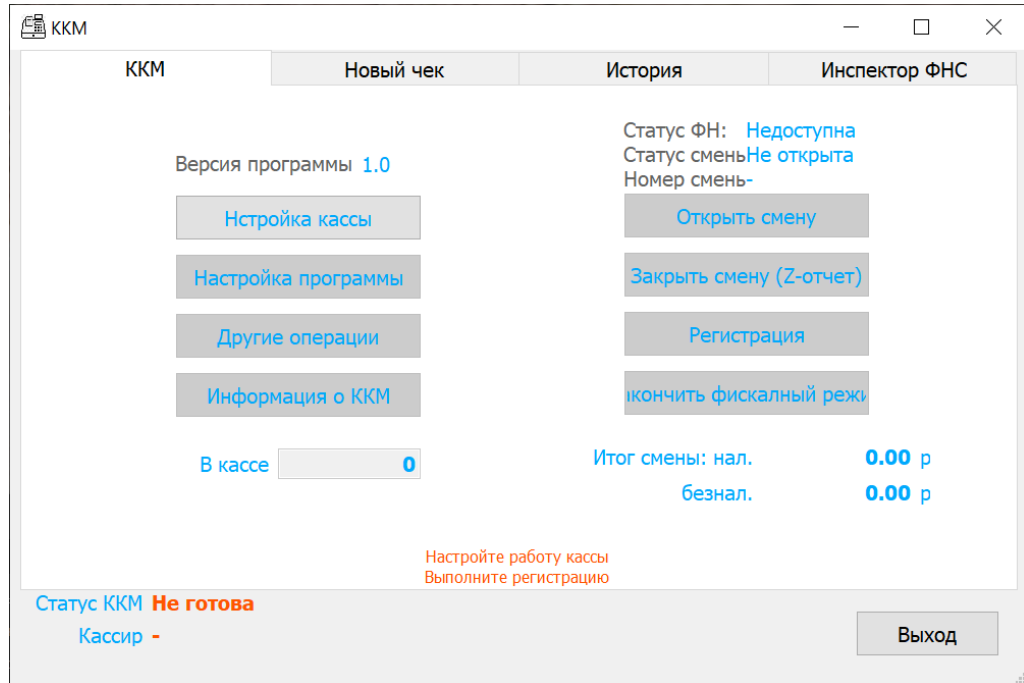 ККМ
ККМ
Новый чек
История
Инспектор ФНС
Версия программы 1.0
Нстройка кассы
Настройка программы
Другие операции
Информация о ККМ
В кассе 0
Статус ФН: Недоступна
Статус смень Не открыта
Номер смень -
Открыть смену
Закрыть смену (Z-отчет)
Регистрация
акончить фискалный режи
Итог смены: нал. 0.00 р
безнал. 0.00 р
Настройте работу кассы
Выполните регистрацию
Статус ККМ Не готова
Кассир -
Выход